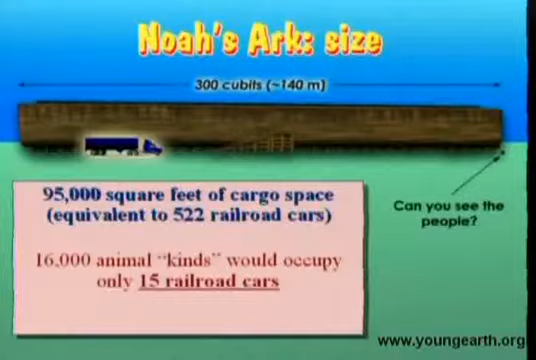 Noah's Ark: size
300 cubits (~140 m)
95,000 square feet of cargo space
(equivalent to 522 railroad cars)
16,000 animal "kinds" would occupy
only 15 railroad cars
Can you see the
people?
www.youngearth.org